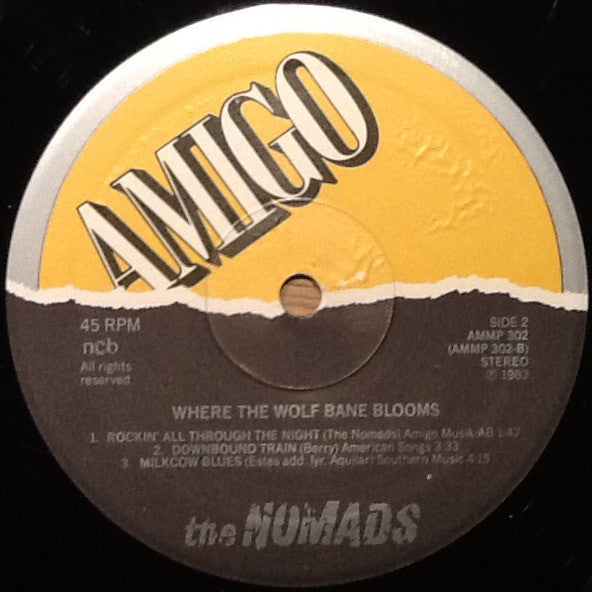 AMIGO
45 RPM
ncb
All rights
reserved
SIDE 2
AMMP 302
(AMMP 302-B)
STEREO
℗ 1983
WHERE THE WOLF BANE BLOOMS
1. ROCKIN' ALL THROUGH THE NIGHT (The Nomads) Amigo Musik AB 1:47
2. DOWNBOUND TRAIN (Berry) American Songs 3:33
3. MILKCOW BLUES (Estes add. lyr. Aquilar) Southern Music 4:15
the NOMADS